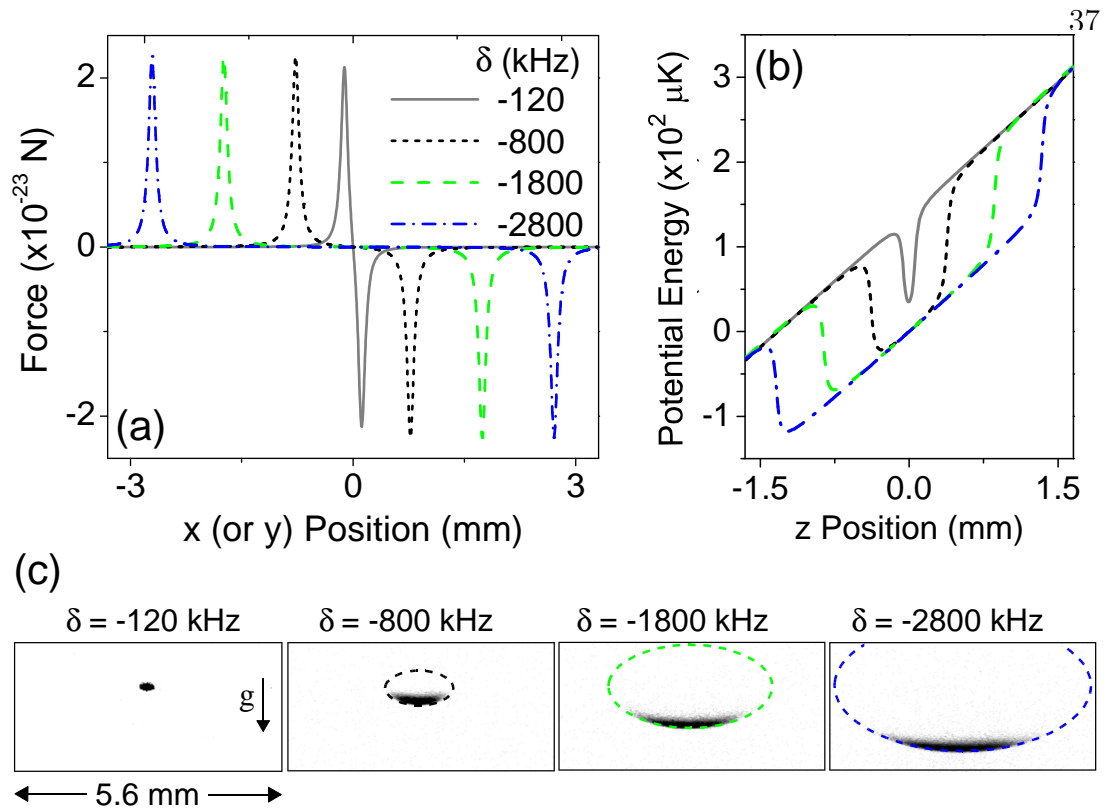 37
(a)
δ (kHz)
-120
-800
-1800
-2800
2
0
-2
Force (x10⁻²³ N)
-3 0 3
x (or y) Position (mm)
(b)
3
2
1
0
-1
Potential Energy (x10² μK)
-1.5 0.0 1.5
z Position (mm)
(c)
δ = -120 kHz δ = -800 kHz δ = -1800 kHz δ = -2800 kHz
g
5.6 mm